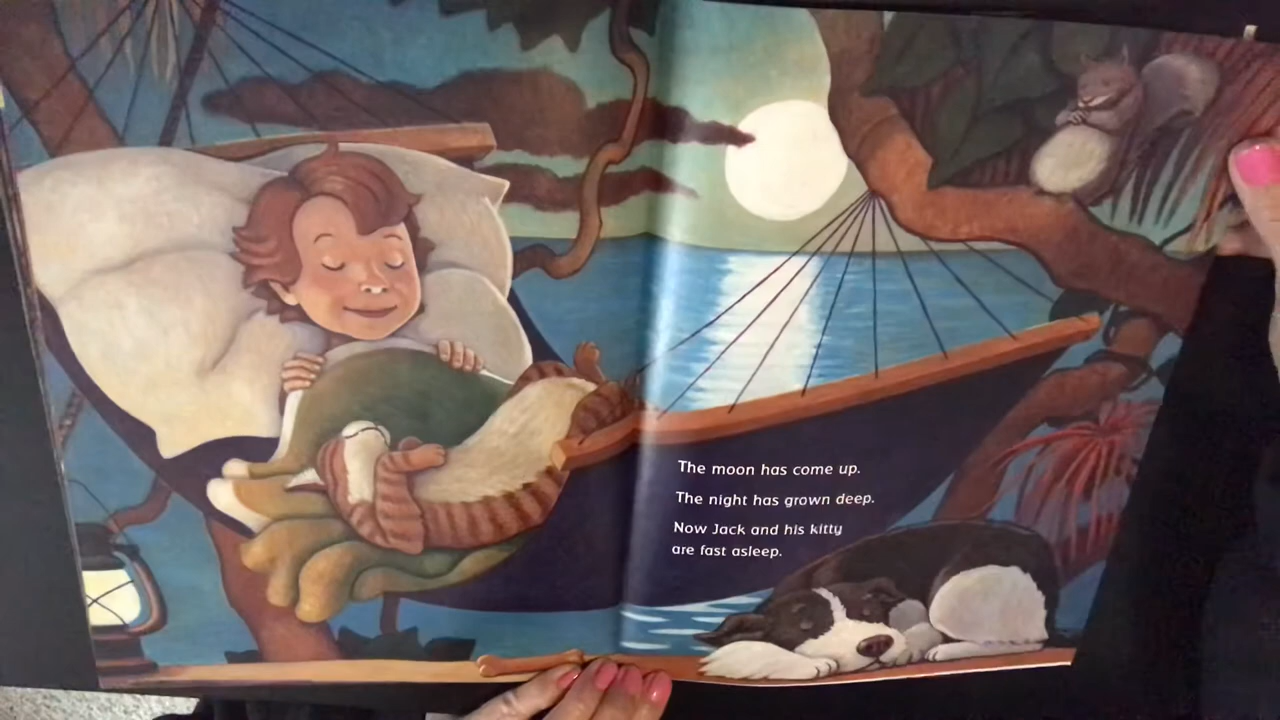 The moon has come up.
The night has grown deep.
Now Jack and his kitty
are fast asleep.